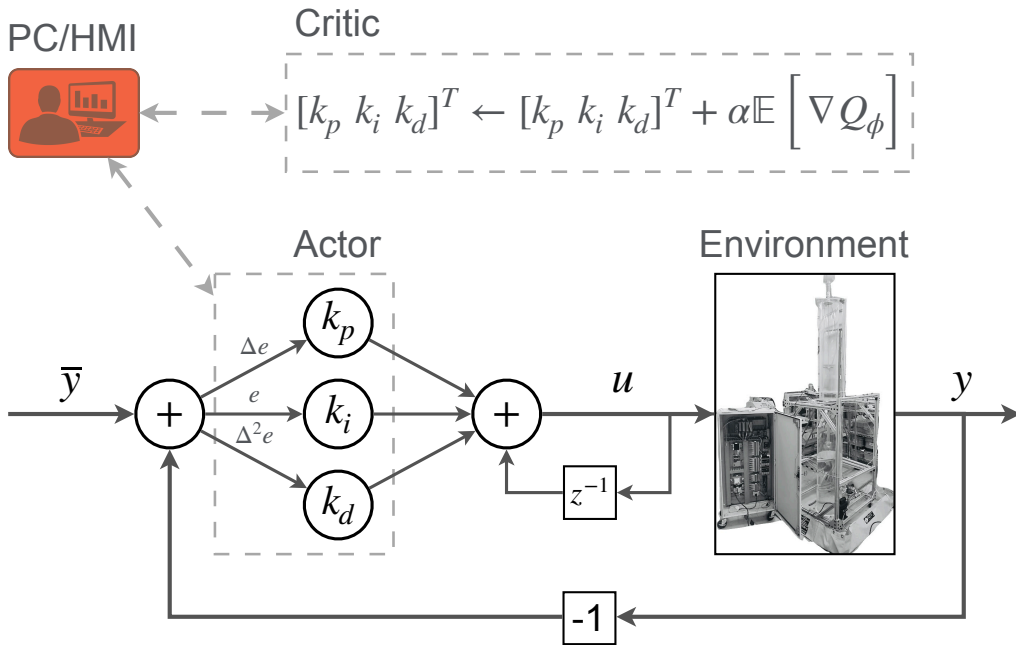 PC/HMI
Critic
[k_p k_i k_d]^T ← [k_p k_i k_d]^T + α𝔼 [∇Q_ϕ]
Actor
Environment
k_p
Δe
ȳ
+
e
k_i
+
u
y
Δ²e
k_d
z⁻¹
-1